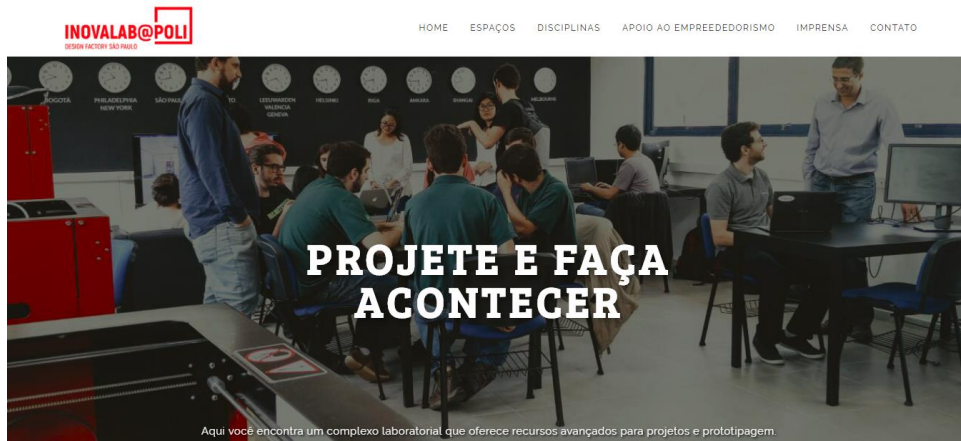 INOVALAB@POLI
DESIGN FACTORY SÃO PAULO
HOME ESPAÇOS DISCIPLINAS APOIO AO EMPREEDEDORISMO IMPRENSA CONTATO
BOGOTÁ PHILADELPHIA SÃO PAULO LEEUWARDEN HELSINKI RIGA ANKARA SHANGAI MELBOURNE
NEW YORK VALENCIA
GENEVA
PROJETE E FAÇA
ACONTECER
Aqui você encontra um complexo laboratorial que oferece recursos avançados para projetos e prototipagem.